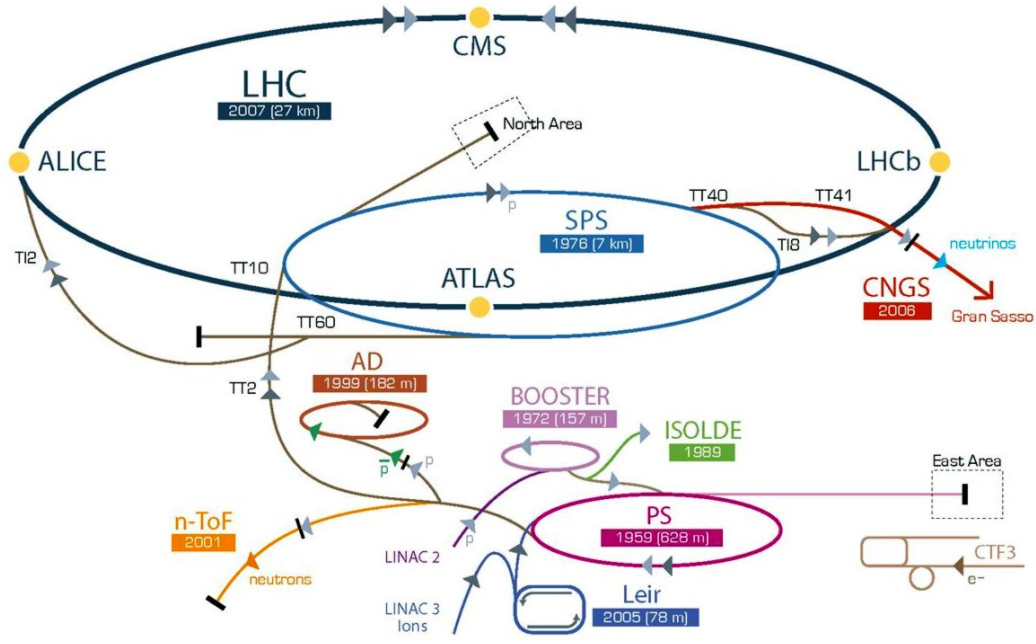 CMS
LHC
2007 (27 km)
North Area
ALICE
LHCb
p
SPS
1976 (7 km)
TT40
TT41
TI8
neutrinos
TI2
TT10
ATLAS
CNGS
2006
Gran Sasso
TT60
AD
1999 (182 m)
TT2
BOOSTER
1972 (157 m)
ISOLDE
1989
p̅
p
East Area
n-ToF
2001
PS
1959 (628 m)
p
LINAC 2
neutrons
CTF3
e-
LINAC 3
Ions
Leir
2005 (78 m)